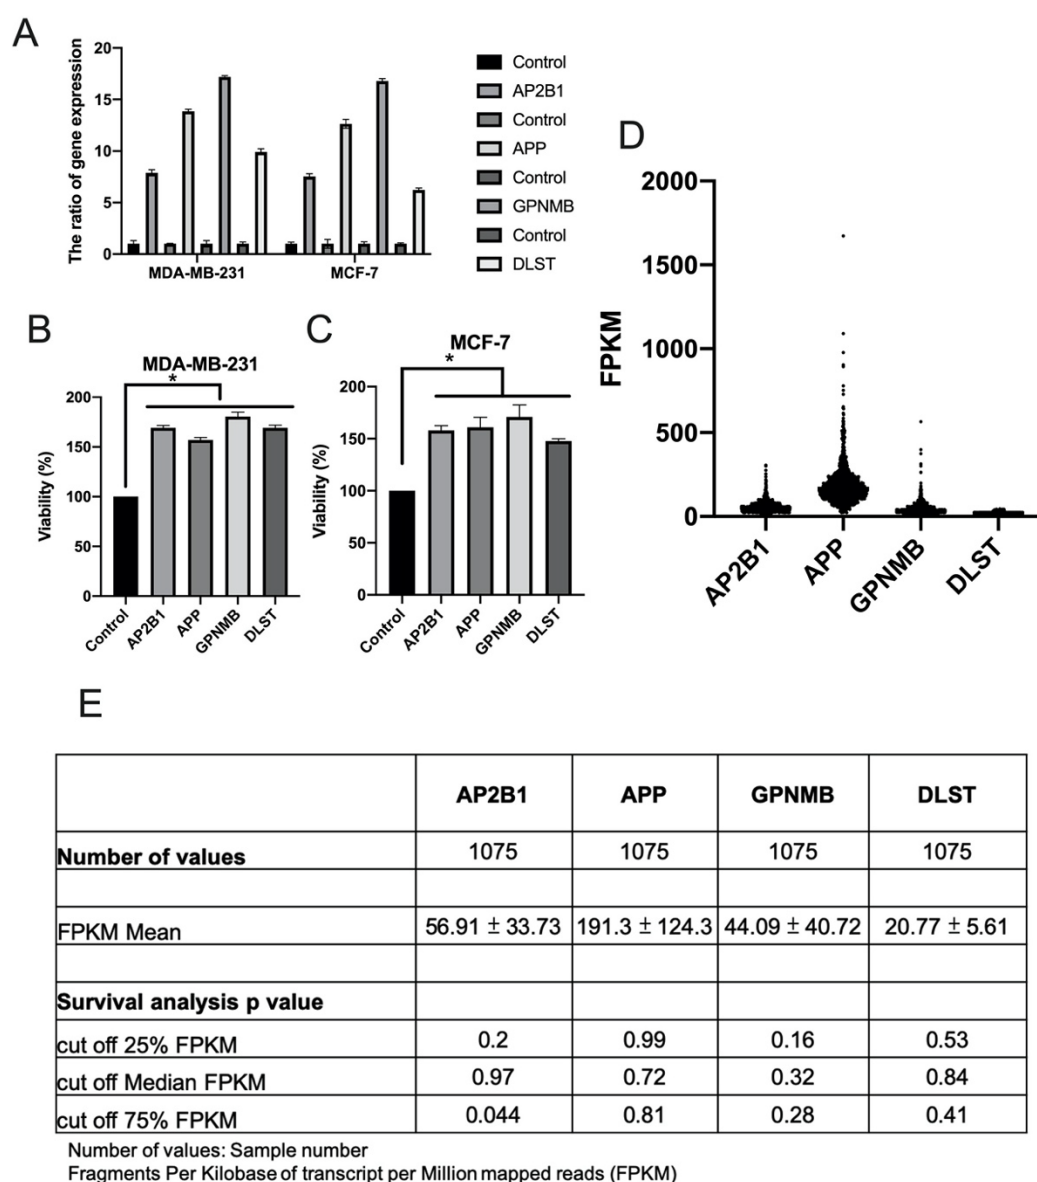 A
The ratio of gene expression
20
15
10
5
0
MDA-MB-231 MCF-7
Control
AP2B1
Control
APP
Control
GPNMB
Control
DLST
B
MDA-MB-231
*
Viability (%)
200
150
100
50
0
Control AP2B1 APP GPNMB DLST
C
MCF-7
*
Viability (%)
200
150
100
50
0
Control AP2B1 APP GPNMB DLST
D
FPKM
2000
1500
1000
500
0
AP2B1 APP GPNMB DLST
E
AP2B1 APP GPNMB DLST
Number of values 1075 1075 1075 1075
FPKM Mean 56.91 ± 33.73 191.3 ± 124.3 44.09 ± 40.72 20.77 ± 5.61
Survival analysis p value
cut off 25% FPKM 0.2 0.99 0.16 0.53
cut off Median FPKM 0.97 0.72 0.32 0.84
cut off 75% FPKM 0.044 0.81 0.28 0.41
Number of values: Sample number
Fragments Per Kilobase of transcript per Million mapped reads (FPKM)